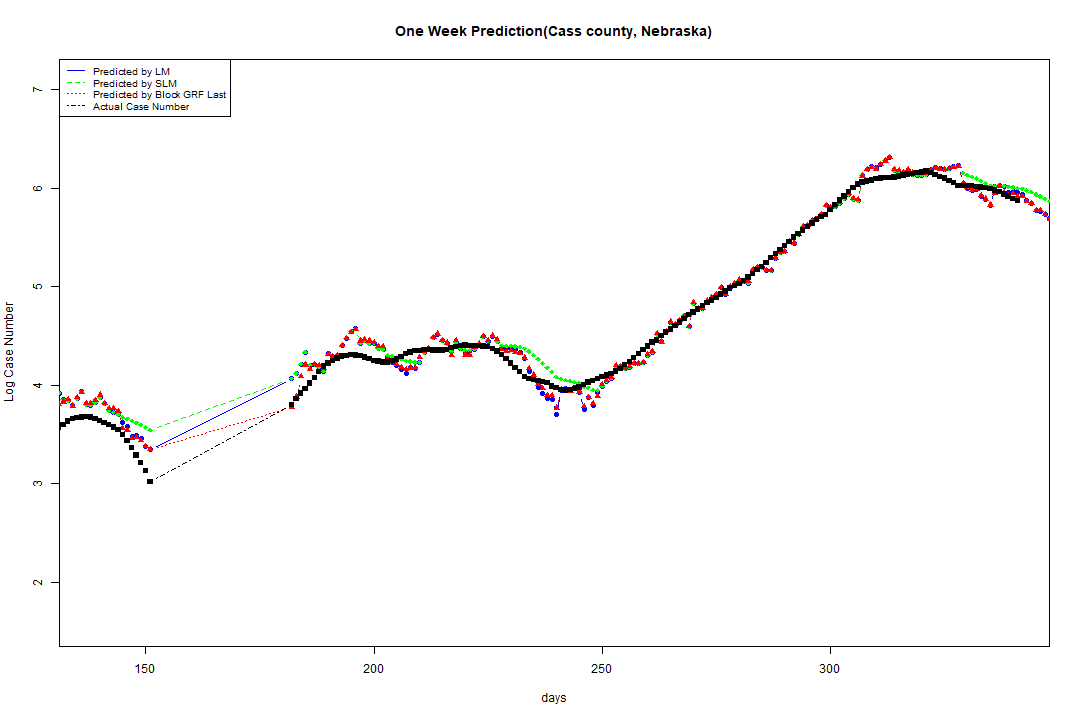 One Week Prediction(Cass county, Nebraska)
Predicted by LM
Predicted by SLM
Predicted by Block GRF Last
Actual Case Number
7
6
5
4
3
2
Log Case Number
150 200 250 300
days